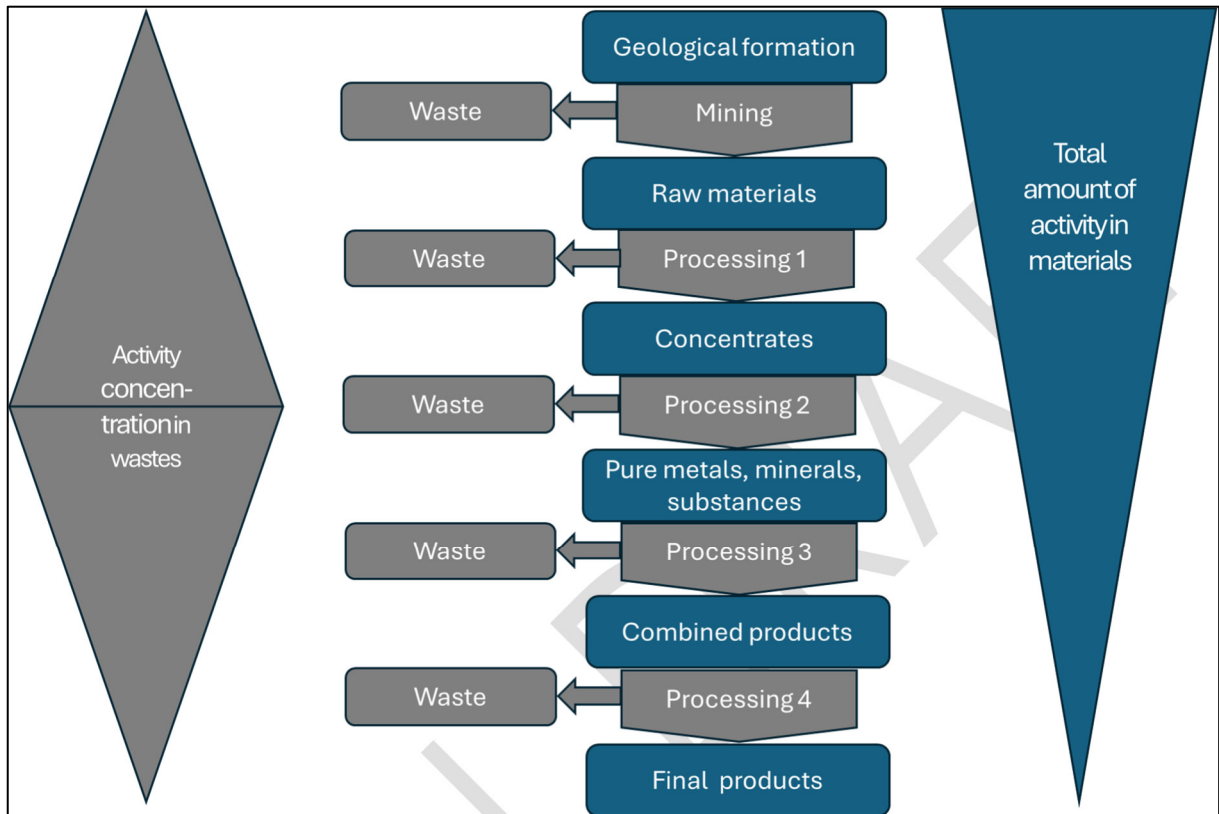 Geological formation
Waste
Mining
Total
amount of
activity in
materials
Raw materials
Waste
Processing 1
Concentrates
Activity
concen-
tration in
wastes
Waste
Processing 2
Pure metals, minerals,
substances
Waste
Processing 3
Combined products
Waste
Processing 4
Final products